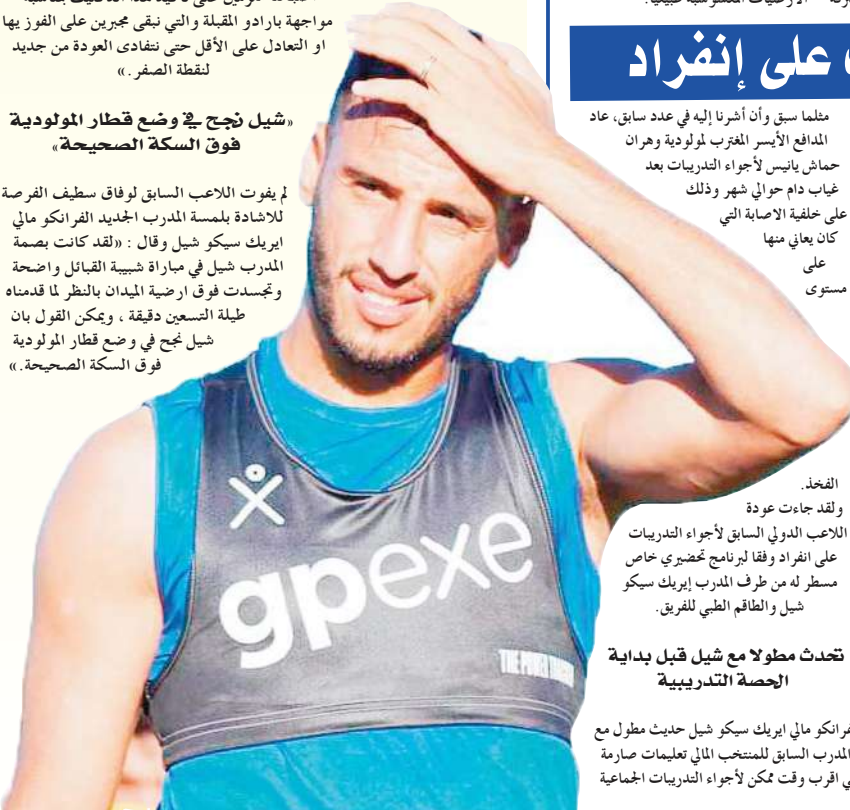 مواجهة بارادو المقبلة والتي نبقى مجبرين على الفوز بها
او التعادل على الأقل حتى نتفادى العودة من جديد
لنقطة الصفر.»
«شيل نجح في وضع قطار المولودية
فوق السكة الصحيحة»
لم يفوت اللاعب السابق لوفاق سطيف الفرصة
للاشادة بلمسة المدرب الجديد الفرانكو مالي
ايريك سيكو شيل وقال : «لقد كانت بصمة
المدرب شيل في مباراة شبيبة القبائل واضحة
وتجسدت فوق ارضية الميدان بالنظر لما قدمناه
طيلة التسعين دقيقة ، ويمكن القول بان
شيل نجح في وضع قطار المولودية
فوق السكة الصحيحة.»
على إنفراد
مثلما سبق وأن أشرنا إليه في عدد سابق، عاد
المدافع الأيسر المغترب لمولودية وهران
حماش يانيس لأجواء التدريبات بعد
غياب دام حوالي شهر وذلك
على خلفية الاصابة التي
كان يعاني منها
على
مستوى
الفخذ.
ولقد جاءت عودة
اللاعب الدولي السابق لأجواء التدريبات
على انفراد وفقا لبرنامج تحضيري خاص
مسطر له من طرف المدرب إيريك سيكو
شيل والطاقم الطبي للفريق.
تحدث مطولا مع شيل قبل بداية
الحصة التدريبية
مالي ايريك سيكو شيل حديث مطول مع
المدرب السابق للمنتخب المالي تعليمات صارمة
اقرب وقت ممكن لأجواء التدريبات الجماعية
gpexe
THE POWER